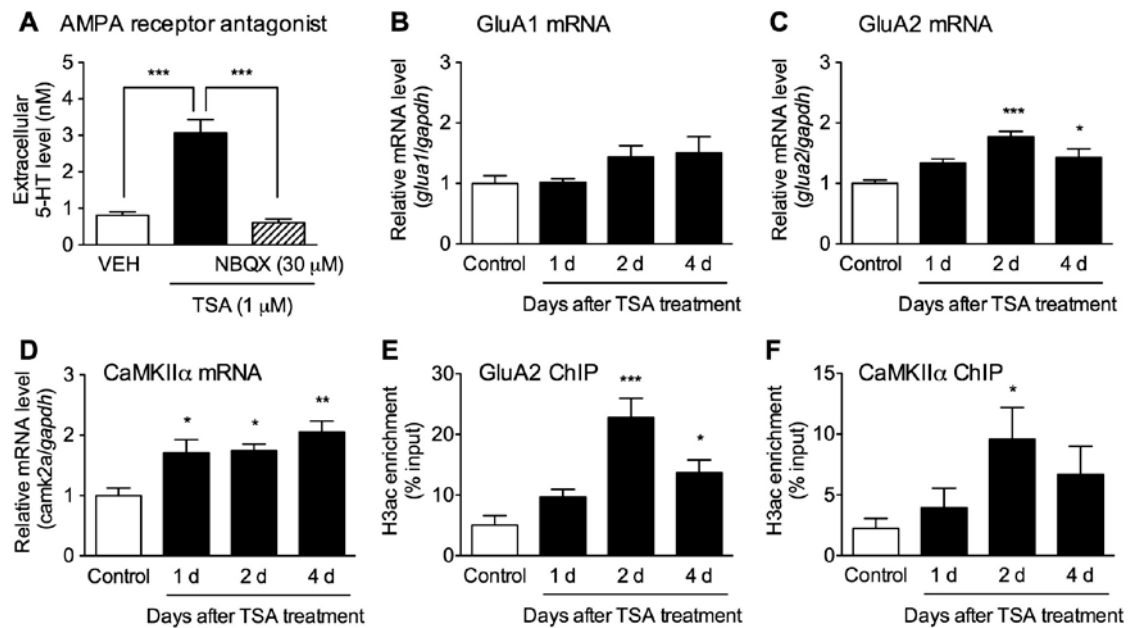 A AMPA receptor antagonist
Extracellular
5-HT level (nM)
5
4
3
2
1
0
*** ***
VEH NBQX (30 μM)
TSA (1 μM)
B GluA1 mRNA
Relative mRNA level
(glua1/gapdh)
3
2
1
0
Control 1 d 2 d 4 d
Days after TSA treatment
C GluA2 mRNA
Relative mRNA level
(glua2/gapdh)
3
2
1
0
*** *
Control 1 d 2 d 4 d
Days after TSA treatment
D CaMKIIα mRNA
Relative mRNA level
(camk2a/gapdh)
3
2
1
0
* * **
Control 1 d 2 d 4 d
Days after TSA treatment
E GluA2 ChIP
H3ac enrichment
(% input)
30
20
10
0
*** *
Control 1 d 2 d 4 d
Days after TSA treatment
F CaMKIIα ChIP
H3ac enrichment
(% input)
15
10
5
0
*
Control 1 d 2 d 4 d
Days after TSA treatment